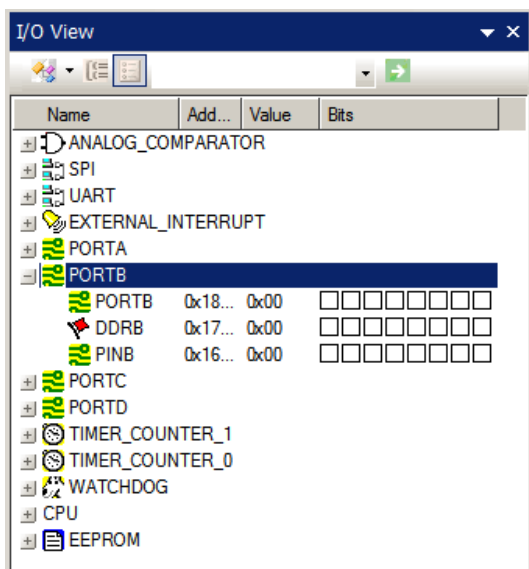 I/O View
Name Add... Value Bits
ANALOG_COMPARATOR
SPI
UART
EXTERNAL_INTERRUPT
PORTA
PORTB
PORTB 0x18... 0x00
DDRB 0x17... 0x00
PINB 0x16... 0x00
PORTC
PORTD
TIMER_COUNTER_1
TIMER_COUNTER_0
WATCHDOG
CPU
EEPROM